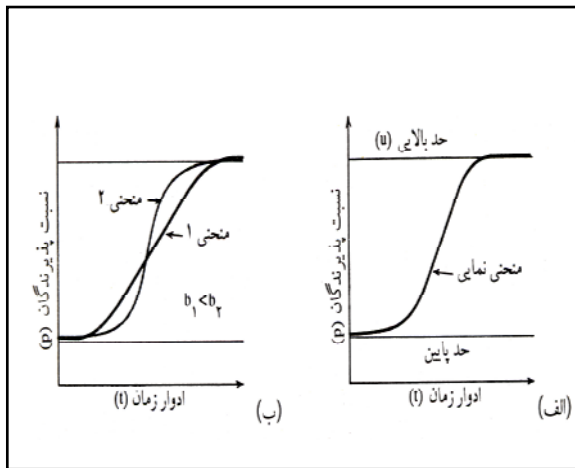 حد بالایی (u)
نسبت پذیرندگان (p)
منحنی نمایی
حد پایین
ادوار زمان (t)
(الف)
منحنی ۲
منحنی ۱
نسبت پذیرندگان (p)
b₁<b₂
ادوار زمان (t)
(ب)